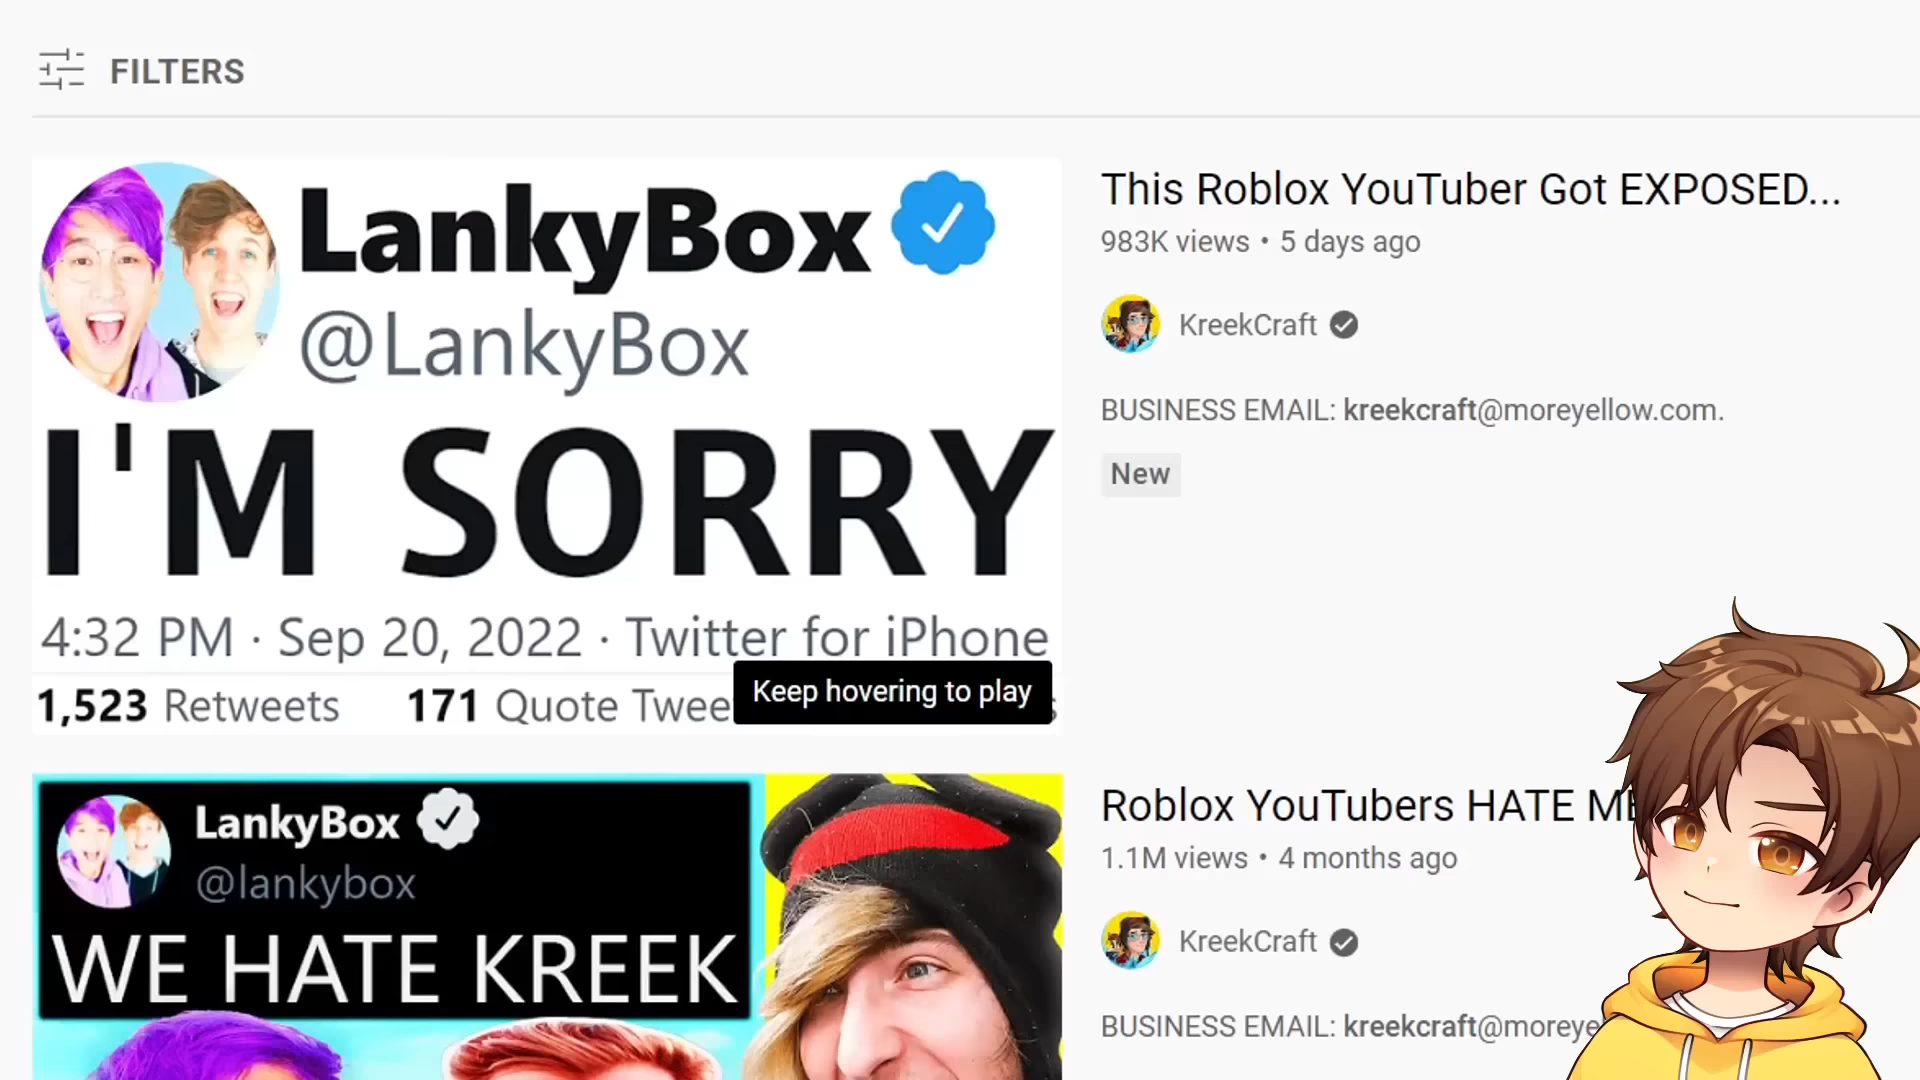 FILTERS
LankyBox
@LankyBox
I'M SORRY
4:32 PM · Sep 20, 2022 · Twitter for iPhone
1,523 Retweets 171 Quote Twee
Keep hovering to play
This Roblox YouTuber Got EXPOSED...
983K views • 5 days ago
KreekCraft
BUSINESS EMAIL: kreekcraft@moreyellow.com.
New
LankyBox
@lankybox
WE HATE KREEK
Roblox YouTubers HATE ME
1.1M views • 4 months ago
KreekCraft
BUSINESS EMAIL: kreekcraft@moreye